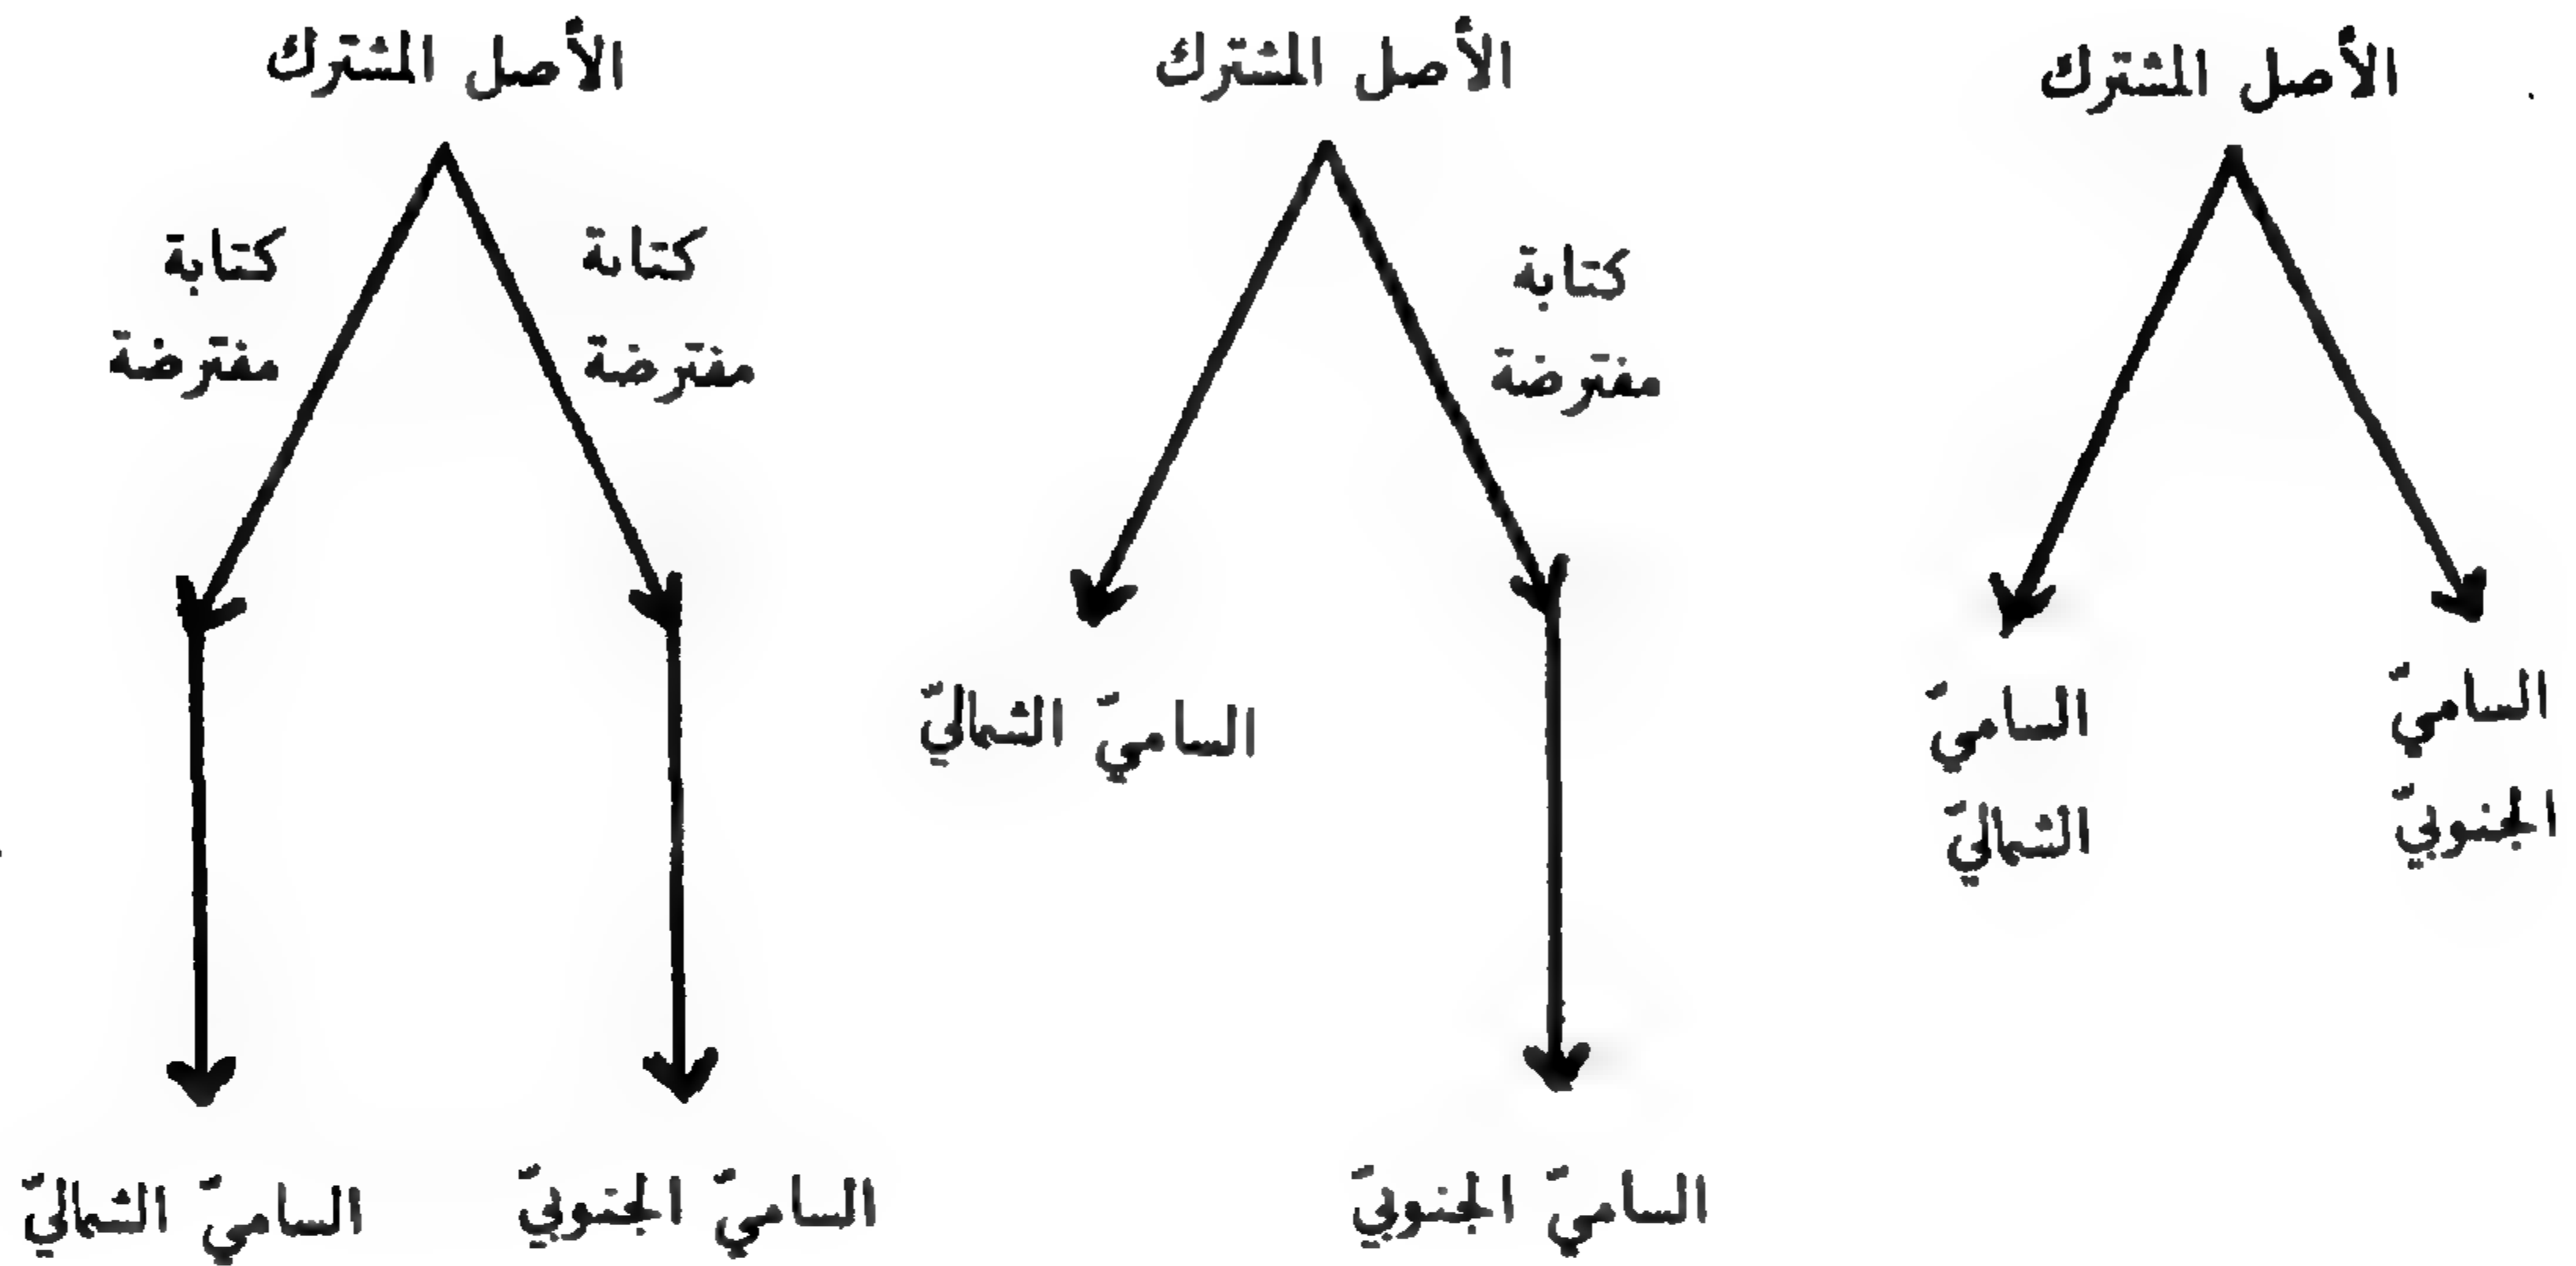 الأصل المشترك
الساميّ
الجنوبيّ
الساميّ
الشماليّ
الأصل المشترك
كتابة
مفترضة
الساميّ الشماليّ
الساميّ الجنوبيّ
الأصل المشترك
كتابة
مفترضة
كتابة
مفترضة
الساميّ الجنوبيّ
الساميّ الشماليّ